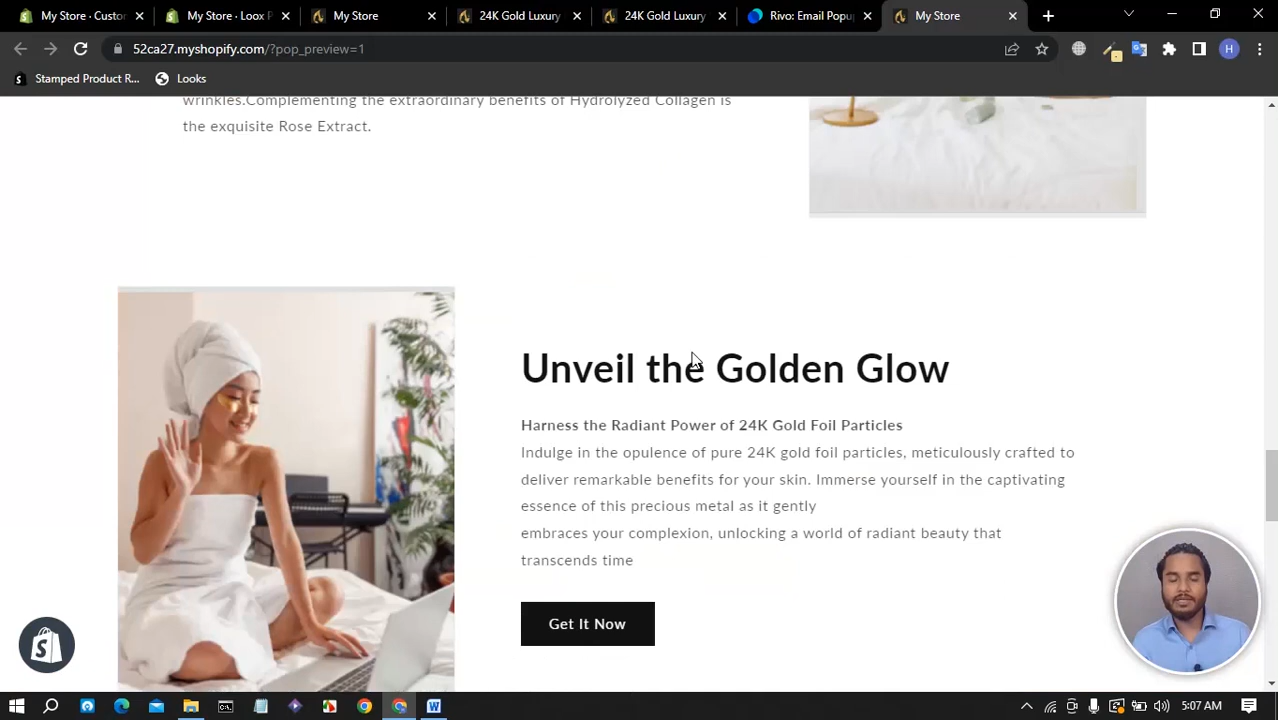 My Store · Custom
My Store · Loox P
My Store
24K Gold Luxury
24K Gold Luxury
Rivo: Email Popup
My Store
52ca27.myshopify.com/?pop_preview=1
H
Stamped Product R...
Looks
wrinkles.Complementing the extraordinary benefits of Hydrolyzed Collagen is
the exquisite Rose Extract.
Unveil the Golden Glow
Harness the Radiant Power of 24K Gold Foil Particles
Indulge in the opulence of pure 24K gold foil particles, meticulously crafted to
deliver remarkable benefits for your skin. Immerse yourself in the captivating
essence of this precious metal as it gently
embraces your complexion, unlocking a world of radiant beauty that
transcends time
Get It Now
5:07 AM